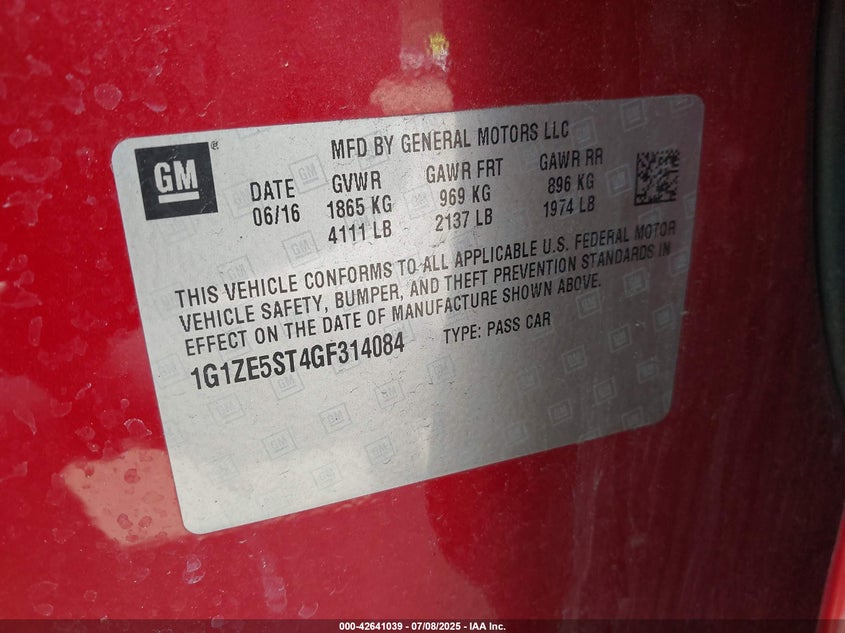 GM
MFD BY GENERAL MOTORS LLC
DATE GVWR GAWR FRT GAWR RR
06/16 1865 KG 969 KG 896 KG
4111 LB 2137 LB 1974 LB
THIS VEHICLE CONFORMS TO ALL APPLICABLE U.S. FEDERAL MOTOR
VEHICLE SAFETY, BUMPER, AND THEFT PREVENTION STANDARDS IN
EFFECT ON THE DATE OF MANUFACTURE SHOWN ABOVE.
1G1ZE5ST4GF314084 TYPE: PASS CAR
000-42641039 - 07/08/2025 - IAA Inc.